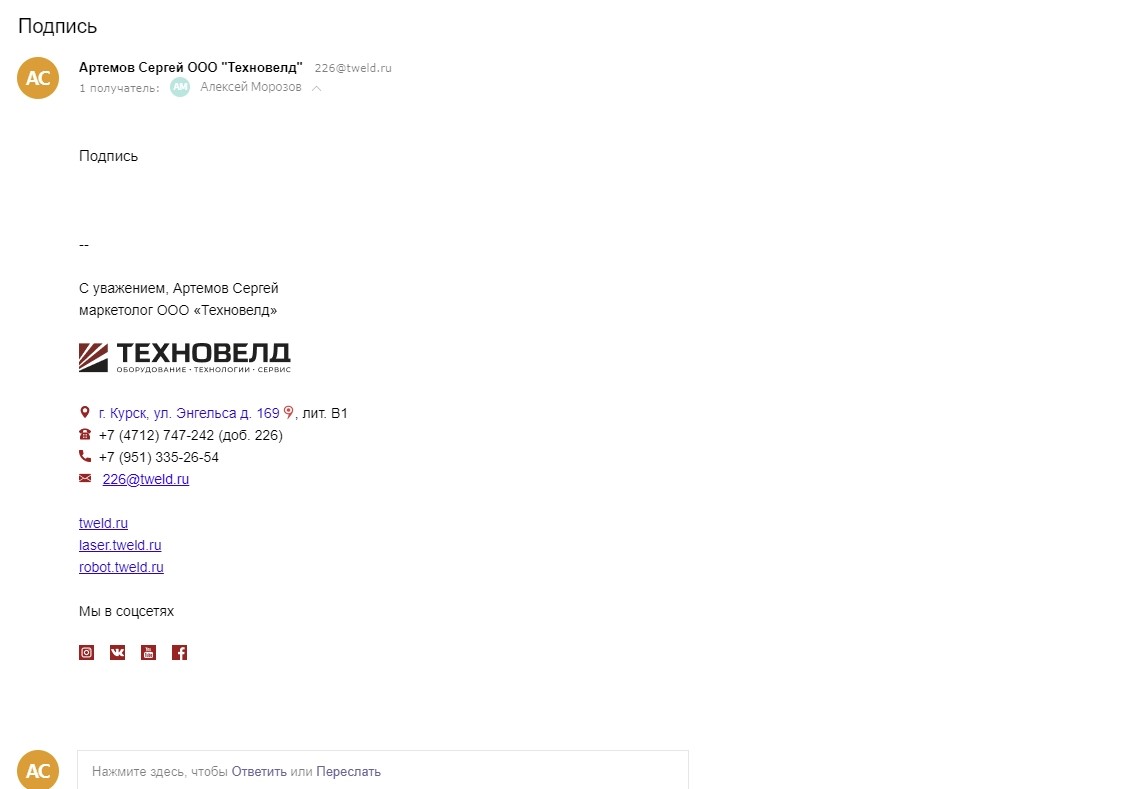 Подпись
АС
Артемов Сергей ООО "Техновелд" 226@tweld.ru
1 получатель: АМ Алексей Морозов
Подпись
--
С уважением, Артемов Сергей
маркетолог ООО «Техновелд»
ТЕХНОВЕЛД
ОБОРУДОВАНИЕ • ТЕХНОЛОГИИ • СЕРВИС
г. Курск, ул. Энгельса д. 169, лит. В1
+7 (4712) 747-242 (доб. 226)
+7 (951) 335-26-54
226@tweld.ru
tweld.ru
laser.tweld.ru
robot.tweld.ru
Мы в соцсетях
АС
Нажмите здесь, чтобы Ответить или Переслать